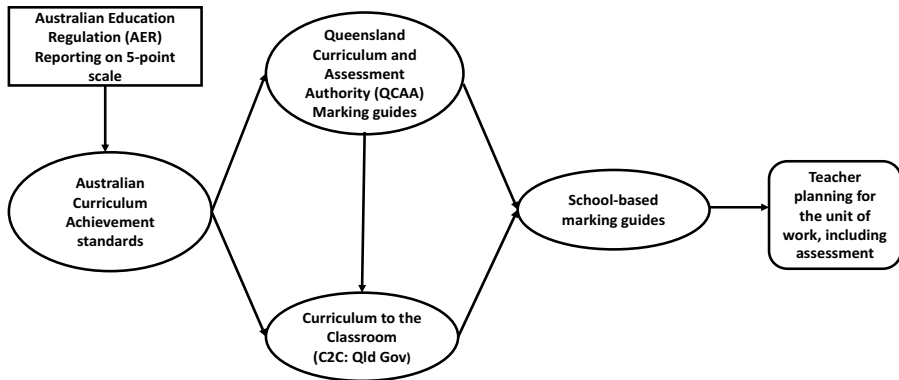 Australian Education
Regulation (AER)
Reporting on 5-point
scale
Queensland
Curriculum and
Assessment
Authority (QCAA)
Marking guides
Australian
Curriculum
Achievement
standards
School-based
marking guides
Teacher
planning for
the unit of
work, including
assessment
Curriculum to the
Classroom
(C2C: Qld Gov)